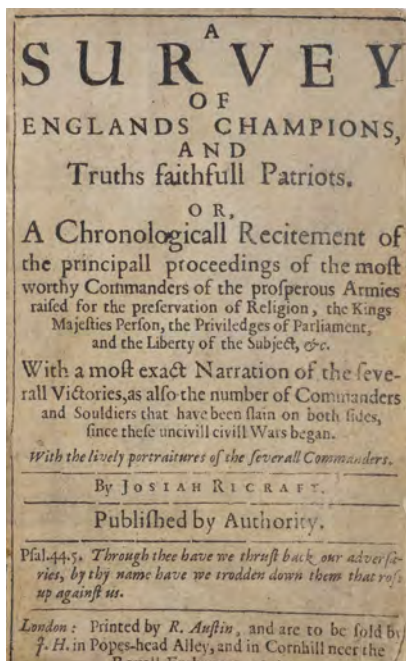 A
SURVEY
OF
ENGLANDS CHAMPIONS,
AND
Truths faithfull Patriots.
OR,
A Chronologicall Recitement of
the principall proceedings of the moſt
worthy Commanders of the proſperous Armies
raiſed for the preſervation of Religion, the Kings
Majeſties Perſon, the Priviledges of Parliament,
and the Liberty of the Subject, &c.
With a moſt exact Narration of the ſeve-
rall Victories, as alſo the number of Commanders
and Souldiers that have been ſlain on both ſides,
ſince theſe uncivill civill Wars began.
With the lively portraitures of the ſeverall Commanders.
By JOSIAH RICRAFT.
Publiſhed by Authority.
Pſal.44.5. Through thee have we thruſt back our adverſa-
ries, by thy name have we trodden down them that roſe
up againſt us.
London: Printed by R. Auſtin, and are to be ſold by
J. H. in Popes-head Alley, and in Cornhill neer the